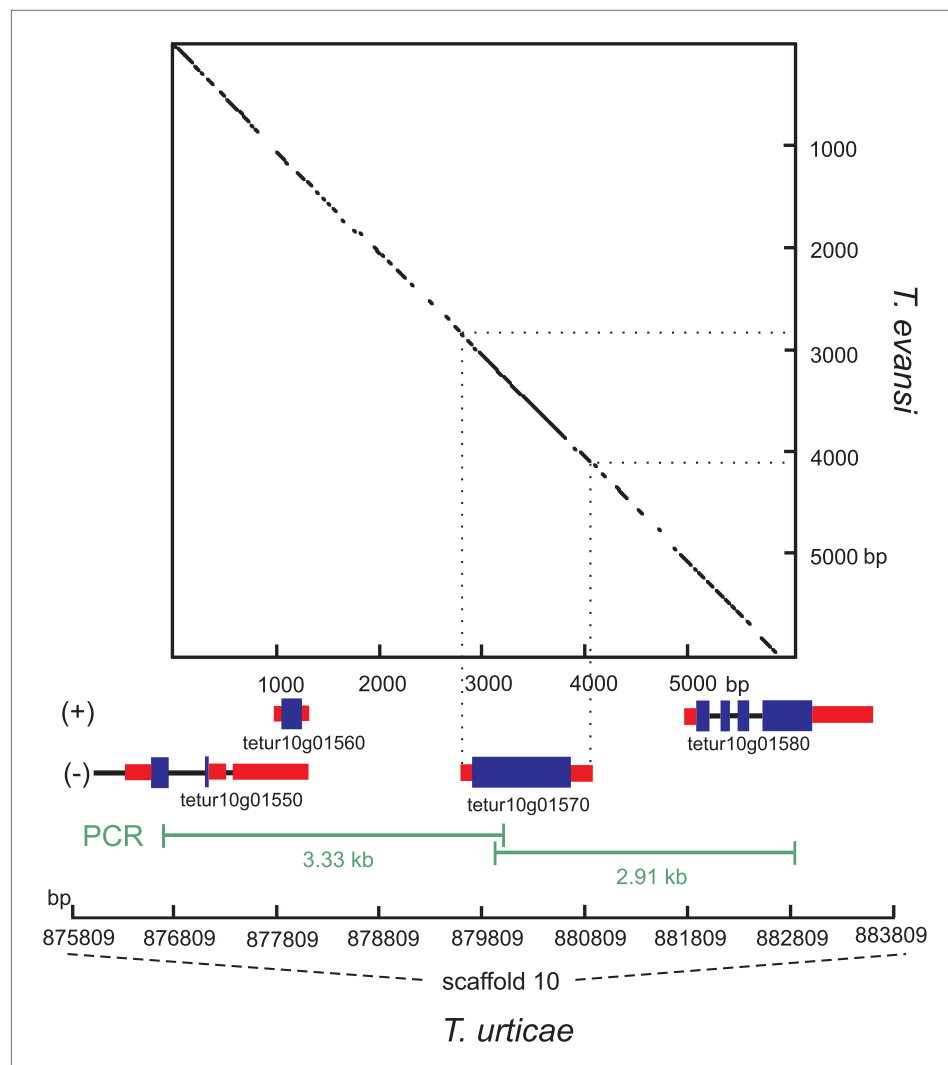 1000
2000
3000
4000
5000 bp
T. evansi
1000 2000 3000 4000 5000 bp
(+)
tetur10g01560
tetur10g01580
(-)
tetur10g01550
tetur10g01570
PCR
3.33 kb
2.91 kb
bp
875809 876809 877809 878809 879809 880809 881809 882809 883809
scaffold 10
T. urticae